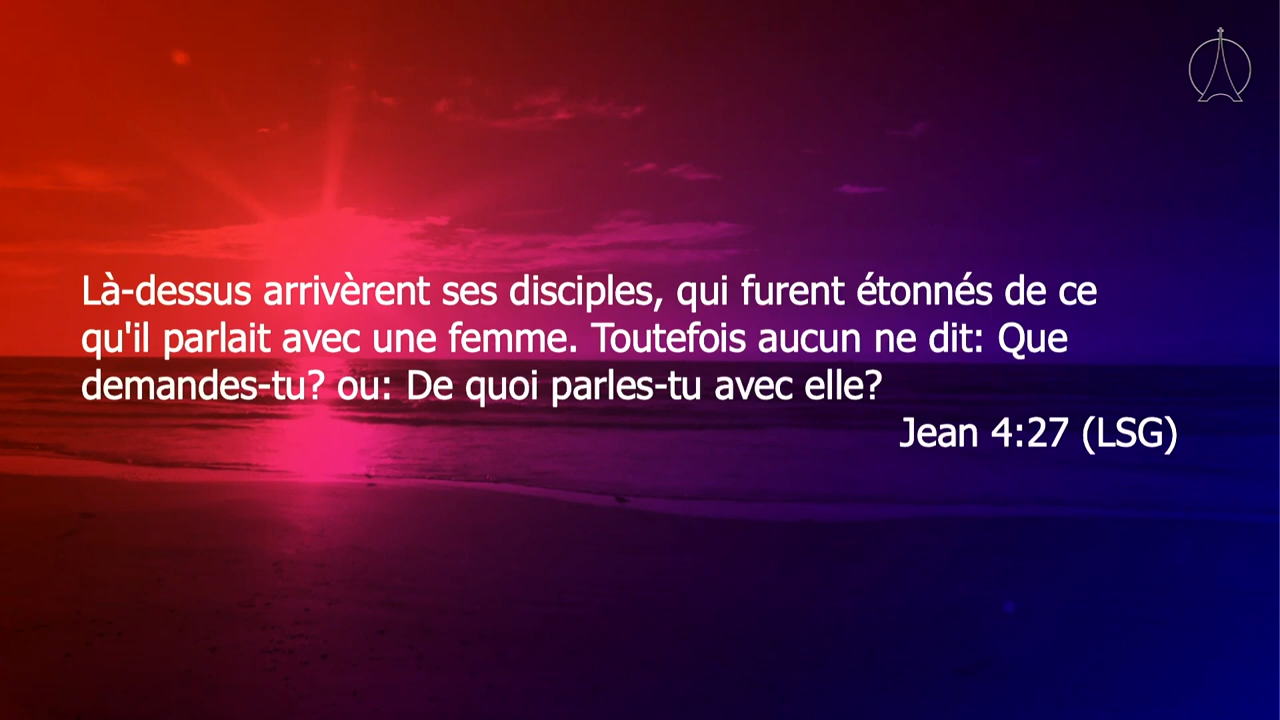 Là-dessus arrivèrent ses disciples, qui furent étonnés de ce
qu'il parlait avec une femme. Toutefois aucun ne dit: Que
demandes-tu? ou: De quoi parles-tu avec elle?
Jean 4:27 (LSG)